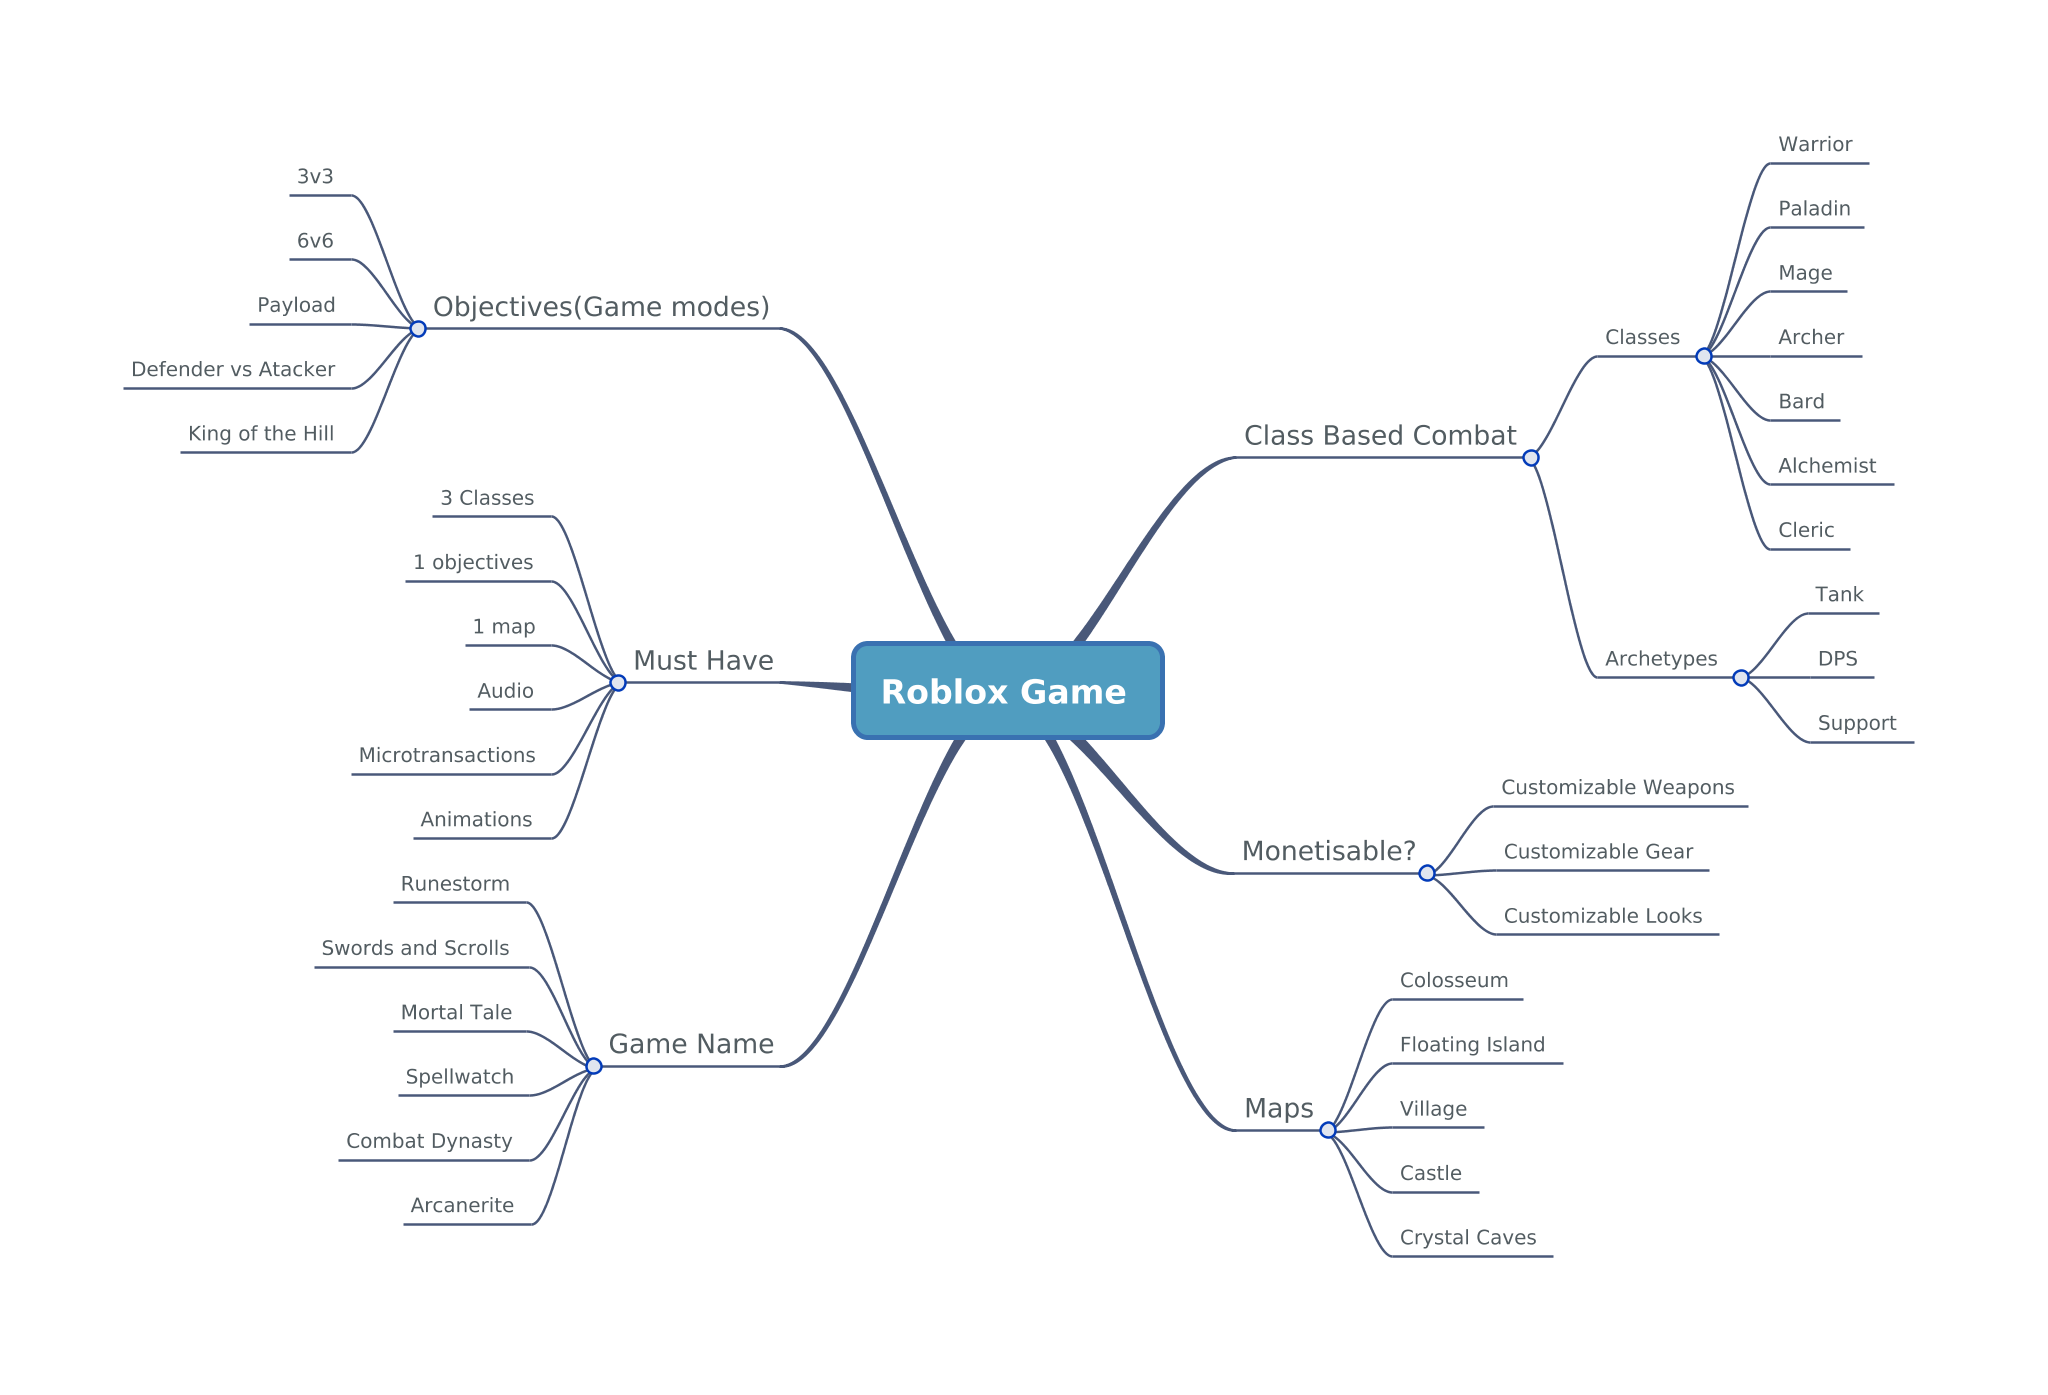 Roblox Game
Objectives(Game modes)
3v3
6v6
Payload
Defender vs Atacker
King of the Hill
Must Have
3 Classes
1 objectives
1 map
Audio
Microtransactions
Animations
Game Name
Runestorm
Swords and Scrolls
Mortal Tale
Spellwatch
Combat Dynasty
Arcanerite
Class Based Combat
Classes
Warrior
Paladin
Mage
Archer
Bard
Alchemist
Cleric
Archetypes
Tank
DPS
Support
Monetisable?
Customizable Weapons
Customizable Gear
Customizable Looks
Maps
Colosseum
Floating Island
Village
Castle
Crystal Caves